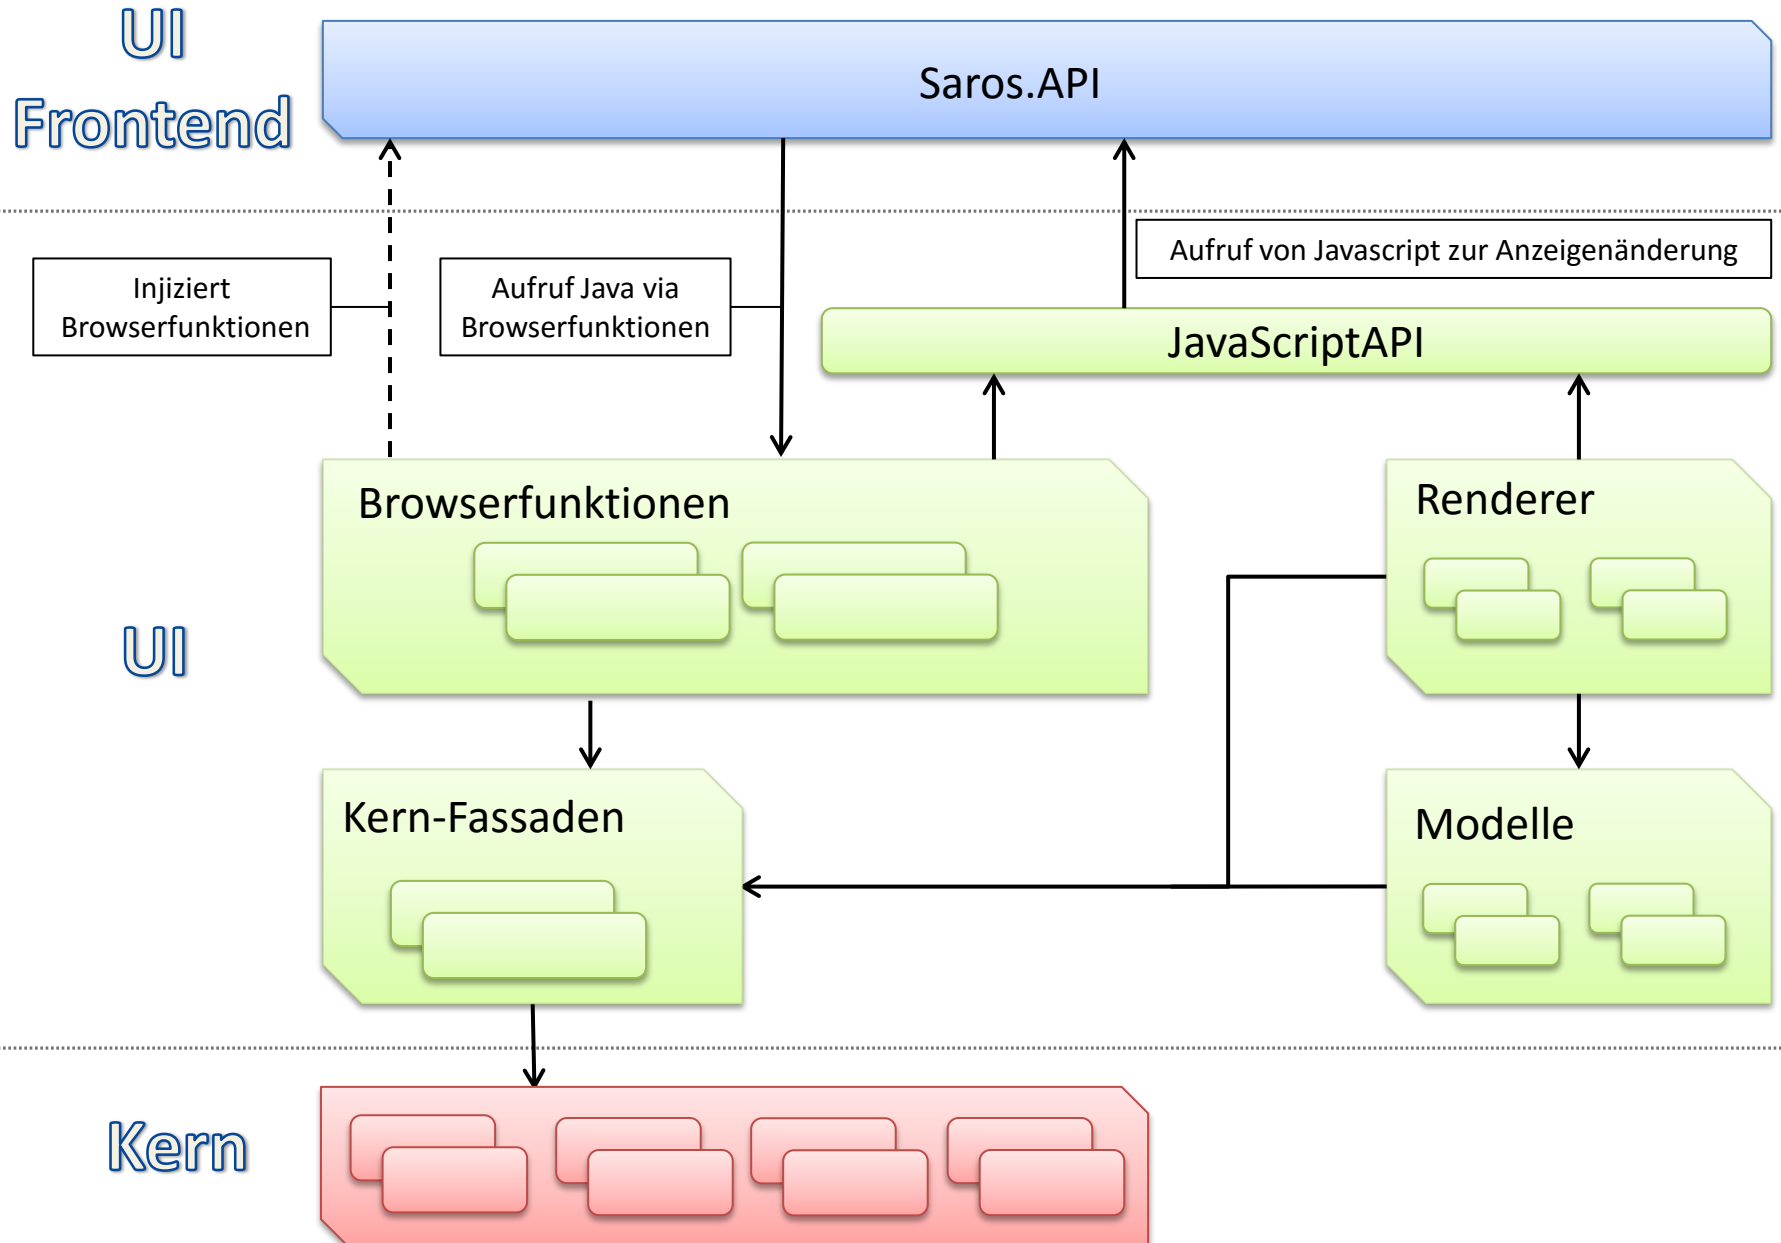 UI
Frontend
Saros.API
Injiziert
Browserfunktionen
Aufruf Java via
Browserfunktionen
Aufruf von Javascript zur Anzeigenänderung
JavaScriptAPI
Browserfunktionen
Renderer
UI
Kern-Fassaden
Modelle
Kern